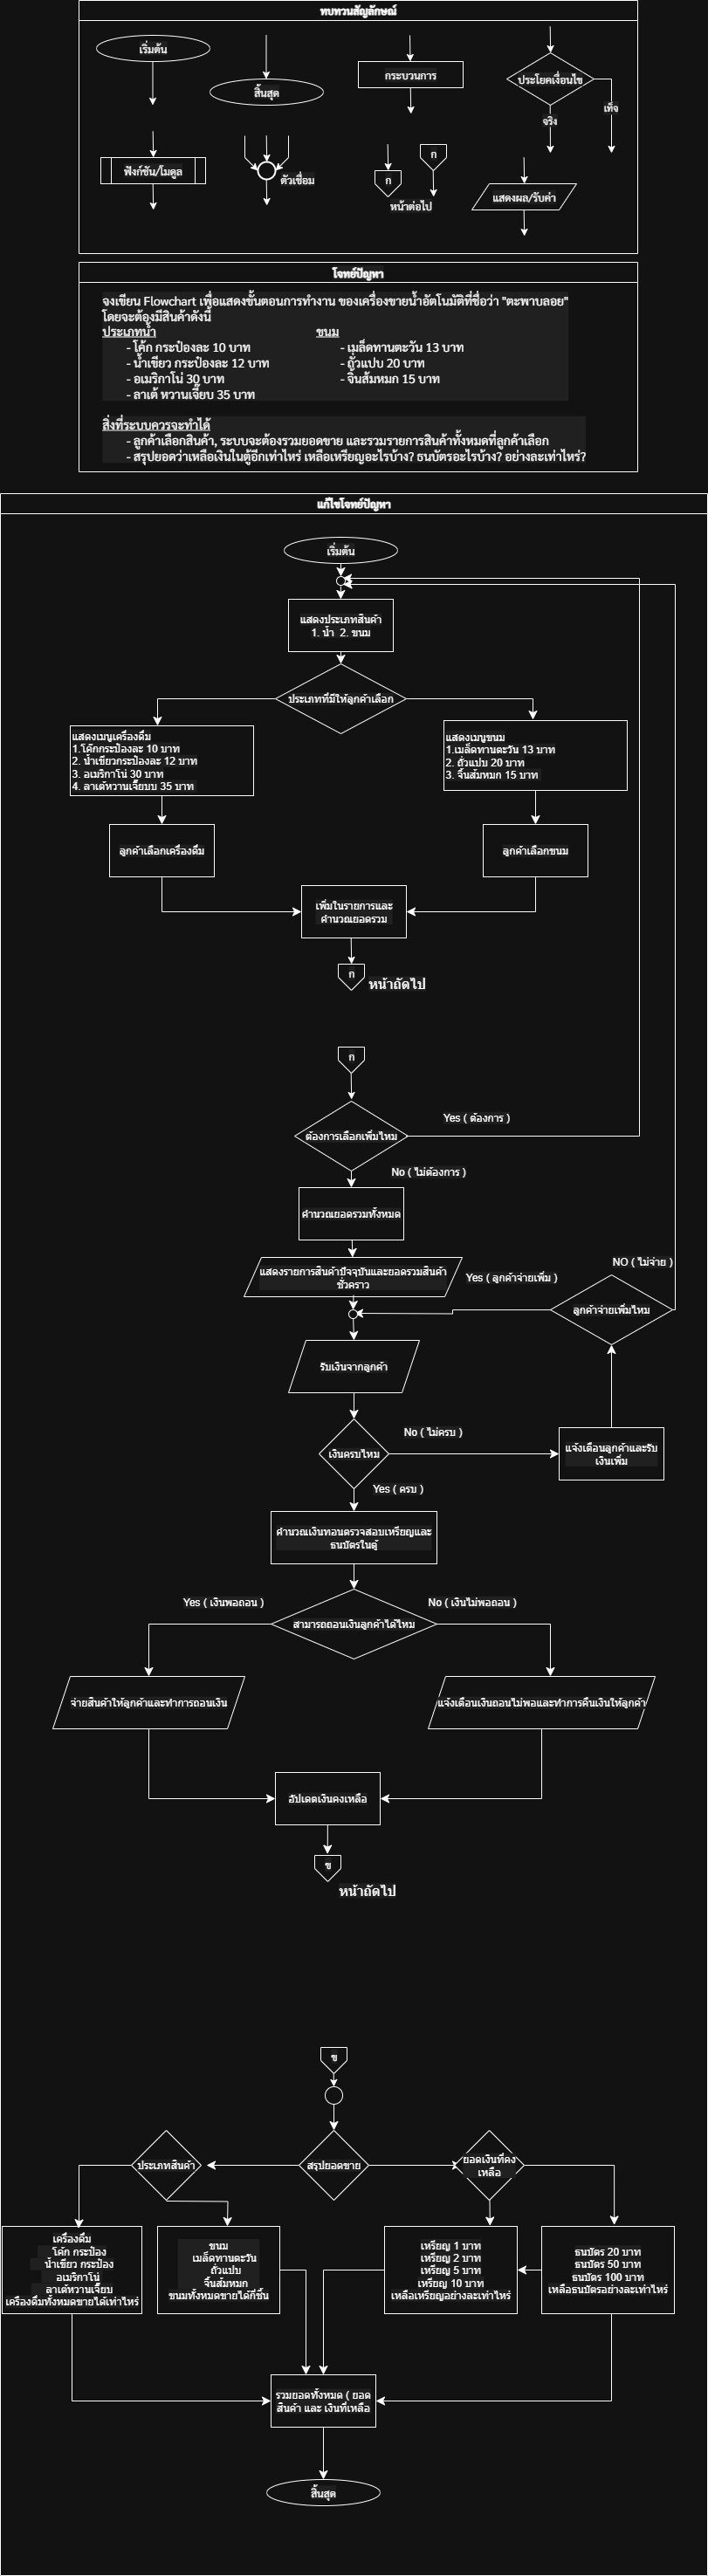 ทบทวนสัญลักษณ์
เริ่มต้น
สิ้นสุด
กระบวนการ
ประโยคเงื่อนไข
จริง
เท็จ
ฟังก์ชัน/โมดูล
ตัวเชื่อม
ก
ก
หน้าต่อไป
แสดงผล/รับค่า
โจทย์ปัญหา
จงเขียน Flowchart เพื่อแสดงขั้นตอนการทำงาน ของเครื่องขายน้ำอัตโนมัติที่ชื่อว่า "ตะพาบลอย"
โดยจะต้องมีสินค้าดังนี้
ประเภทน้ำ ขนม
- โค้ก กระป๋องละ 10 บาท - เมล็ดทานตะวัน 13 บาท
- น้ำเขียว กระป๋องละ 12 บาท - ถั่วแปบ 20 บาท
- อเมริกาโน่ 30 บาท - จิ้นส้มหมก 15 บาท
- ลาเต้ หวานเจี๊ยบ 35 บาท
สิ่งที่ระบบควรจะทำได้
- ลูกค้าเลือกสินค้า, ระบบจะต้องรวมยอดขาย และรวมรายการสินค้าทั้งหมดที่ลูกค้าเลือก
- สรุปยอดว่าเหลือเงินในตู้อีกเท่าไหร่ เหลือเหรียญอะไรบ้าง? ธนบัตรอะไรบ้าง? อย่างละเท่าไหร่?
แก้ไขโจทย์ปัญหา
เริ่มต้น
แสดงประเภทสินค้า
1. น้ำ 2. ขนม
ประเภทที่มีให้ลูกค้าเลือก
แสดงเมนูเครื่องดื่ม
1.โค๊กกระป๋องละ 10 บาท
2. น้ำเขียวกระป๋องละ 12 บาท
3. อเมริกาโน่ 30 บาท
4. ลาเต้หวานเจี๊ยบบ 35 บาท
แสดงเมนูขนม
1.เมล็ดทานตะวัน 13 บาท
2. ถั่วแปบ 20 บาท
3. จิ้นส้มหมก 15 บาท
ลูกค้าเลือกเครื่องดื่ม
ลูกค้าเลือกขนม
เพิ่มในรายการและ
คำนวณยอดรวม
ก
หน้าถัดไป
ก
ต้องการเลือกเพิ่มไหม
Yes ( ต้องการ )
No ( ไม่ต้องการ )
คำนวณยอดรวมทั้งหมด
แสดงรายการสินค้าปัจจุบันและยอดรวมสินค้า
ชั่วคราว
Yes ( ลูกค้าจ่ายเพิ่ม )
NO ( ไม่จ่าย )
ลูกค้าจ่ายเพิ่มไหม
รับเงินจากลูกค้า
เงินครบไหม
No ( ไม่ครบ )
แจ้งเตือนลูกค้าและรับ
เงินเพิ่ม
Yes ( ครบ )
คำนวณเงินทอนตรวจสอบเหรียญและ
ธนบัตรในตู้
Yes ( เงินพอถอน )
No ( เงินไม่พอถอน )
สามารถถอนเงินลูกค้าได้ไหม
จ่ายสินค้าให้ลูกค้าและทำการถอนเงิน
แจ้งเตือนเงินถอนไม่พอและทำการคืนเงินให้ลูกค้า
อัปเดตเงินคงเหลือ
ข
หน้าถัดไป
ข
ประเภทสินค้า
สรุปยอดขาย
ยอดเงินที่คง
เหลือ
เครื่องดื่ม
โค้ก กระป๋อง
น้ำเขียว กระป๋อง
อเมริกาโน่
ลาเต้หวานเจี๊ยบ
เครื่องดื่มทั้งหมดขายได้เท่าไหร่
ขนม
เมล็ดทานตะวัน
ถั่วแปบ
จิ้นส้มหมก
ขนมทั้งหมดขายได้กี่ชิ้น
เหรียญ 1 บาท
เหรียญ 2 บาท
เหรียญ 5 บาท
เหรียญ 10 บาท
เหลือเหรียญอย่างละเท่าไหร่
ธนบัตร 20 บาท
ธนบัตร 50 บาท
ธนบัตร 100 บาท
เหลือธนบัตรอย่างละเท่าไหร่
รวมยอดทั้งหมด ( ยอด
สินค้า และ เงินที่เหลือ
สิ้นสุด